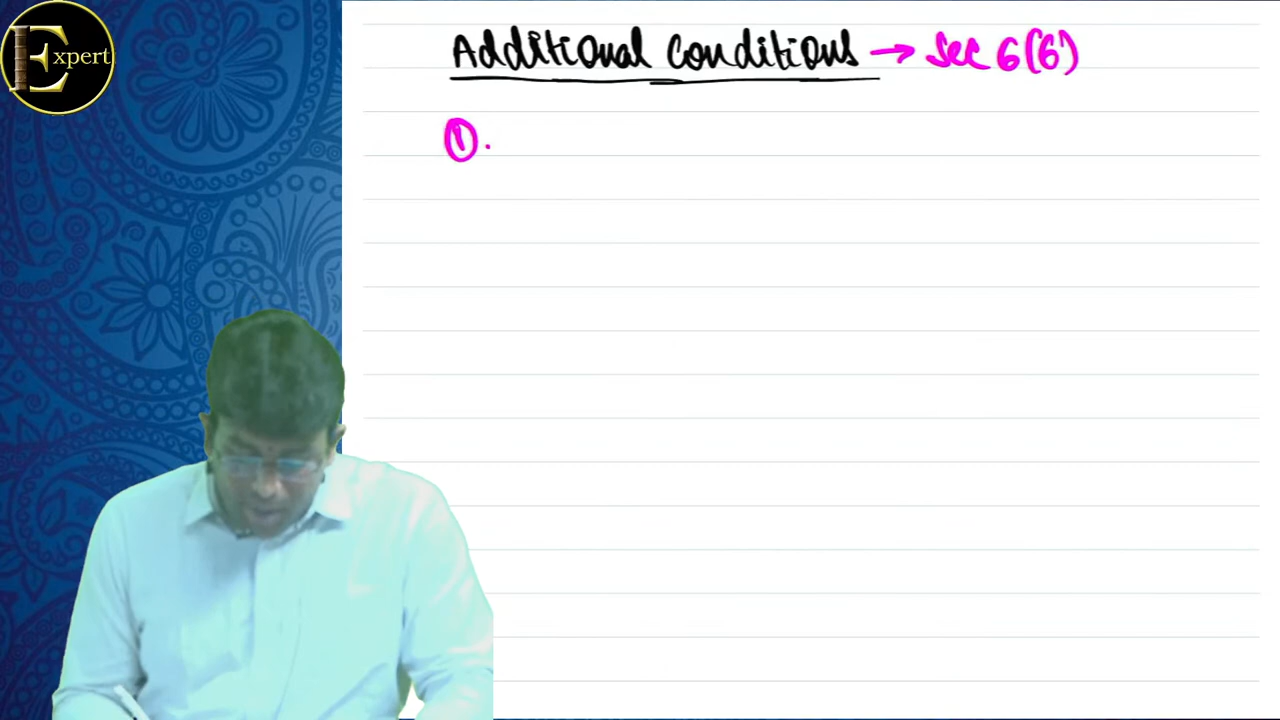 Expert
Additional conditions → Sec 6(6)
①.